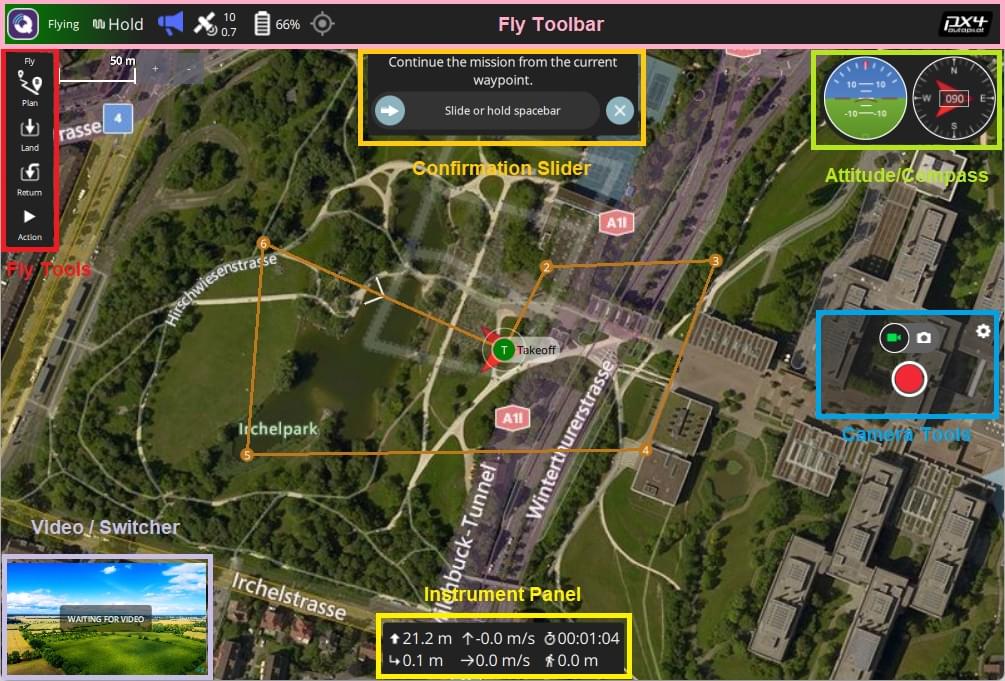 Flying
Hold
10
0.7
66%
Fly Toolbar
PX4
autopilot
Fly
Plan
Land
Return
Action
Fly Tools
50 m
+
-
4
rasse
Continue the mission from the current
waypoint.
Slide or hold spacebar
Confirmation Slider
10 10
-10 -10
N
W 090 E
S
Attitude/Compass
A1l
6
2
3
Hirschwiesenstrasse
T Takeoff
Camera Tools
A1l
Irchelpark
5
4
Winterthurerstrasse
Milchbuck-Tunnel
Video / Switcher
WAITING FOR VIDEO
Irchelstrasse
Instrument Panel
21.2 m -0.0 m/s 00:01:04
0.1 m 0.0 m/s 0.0 m